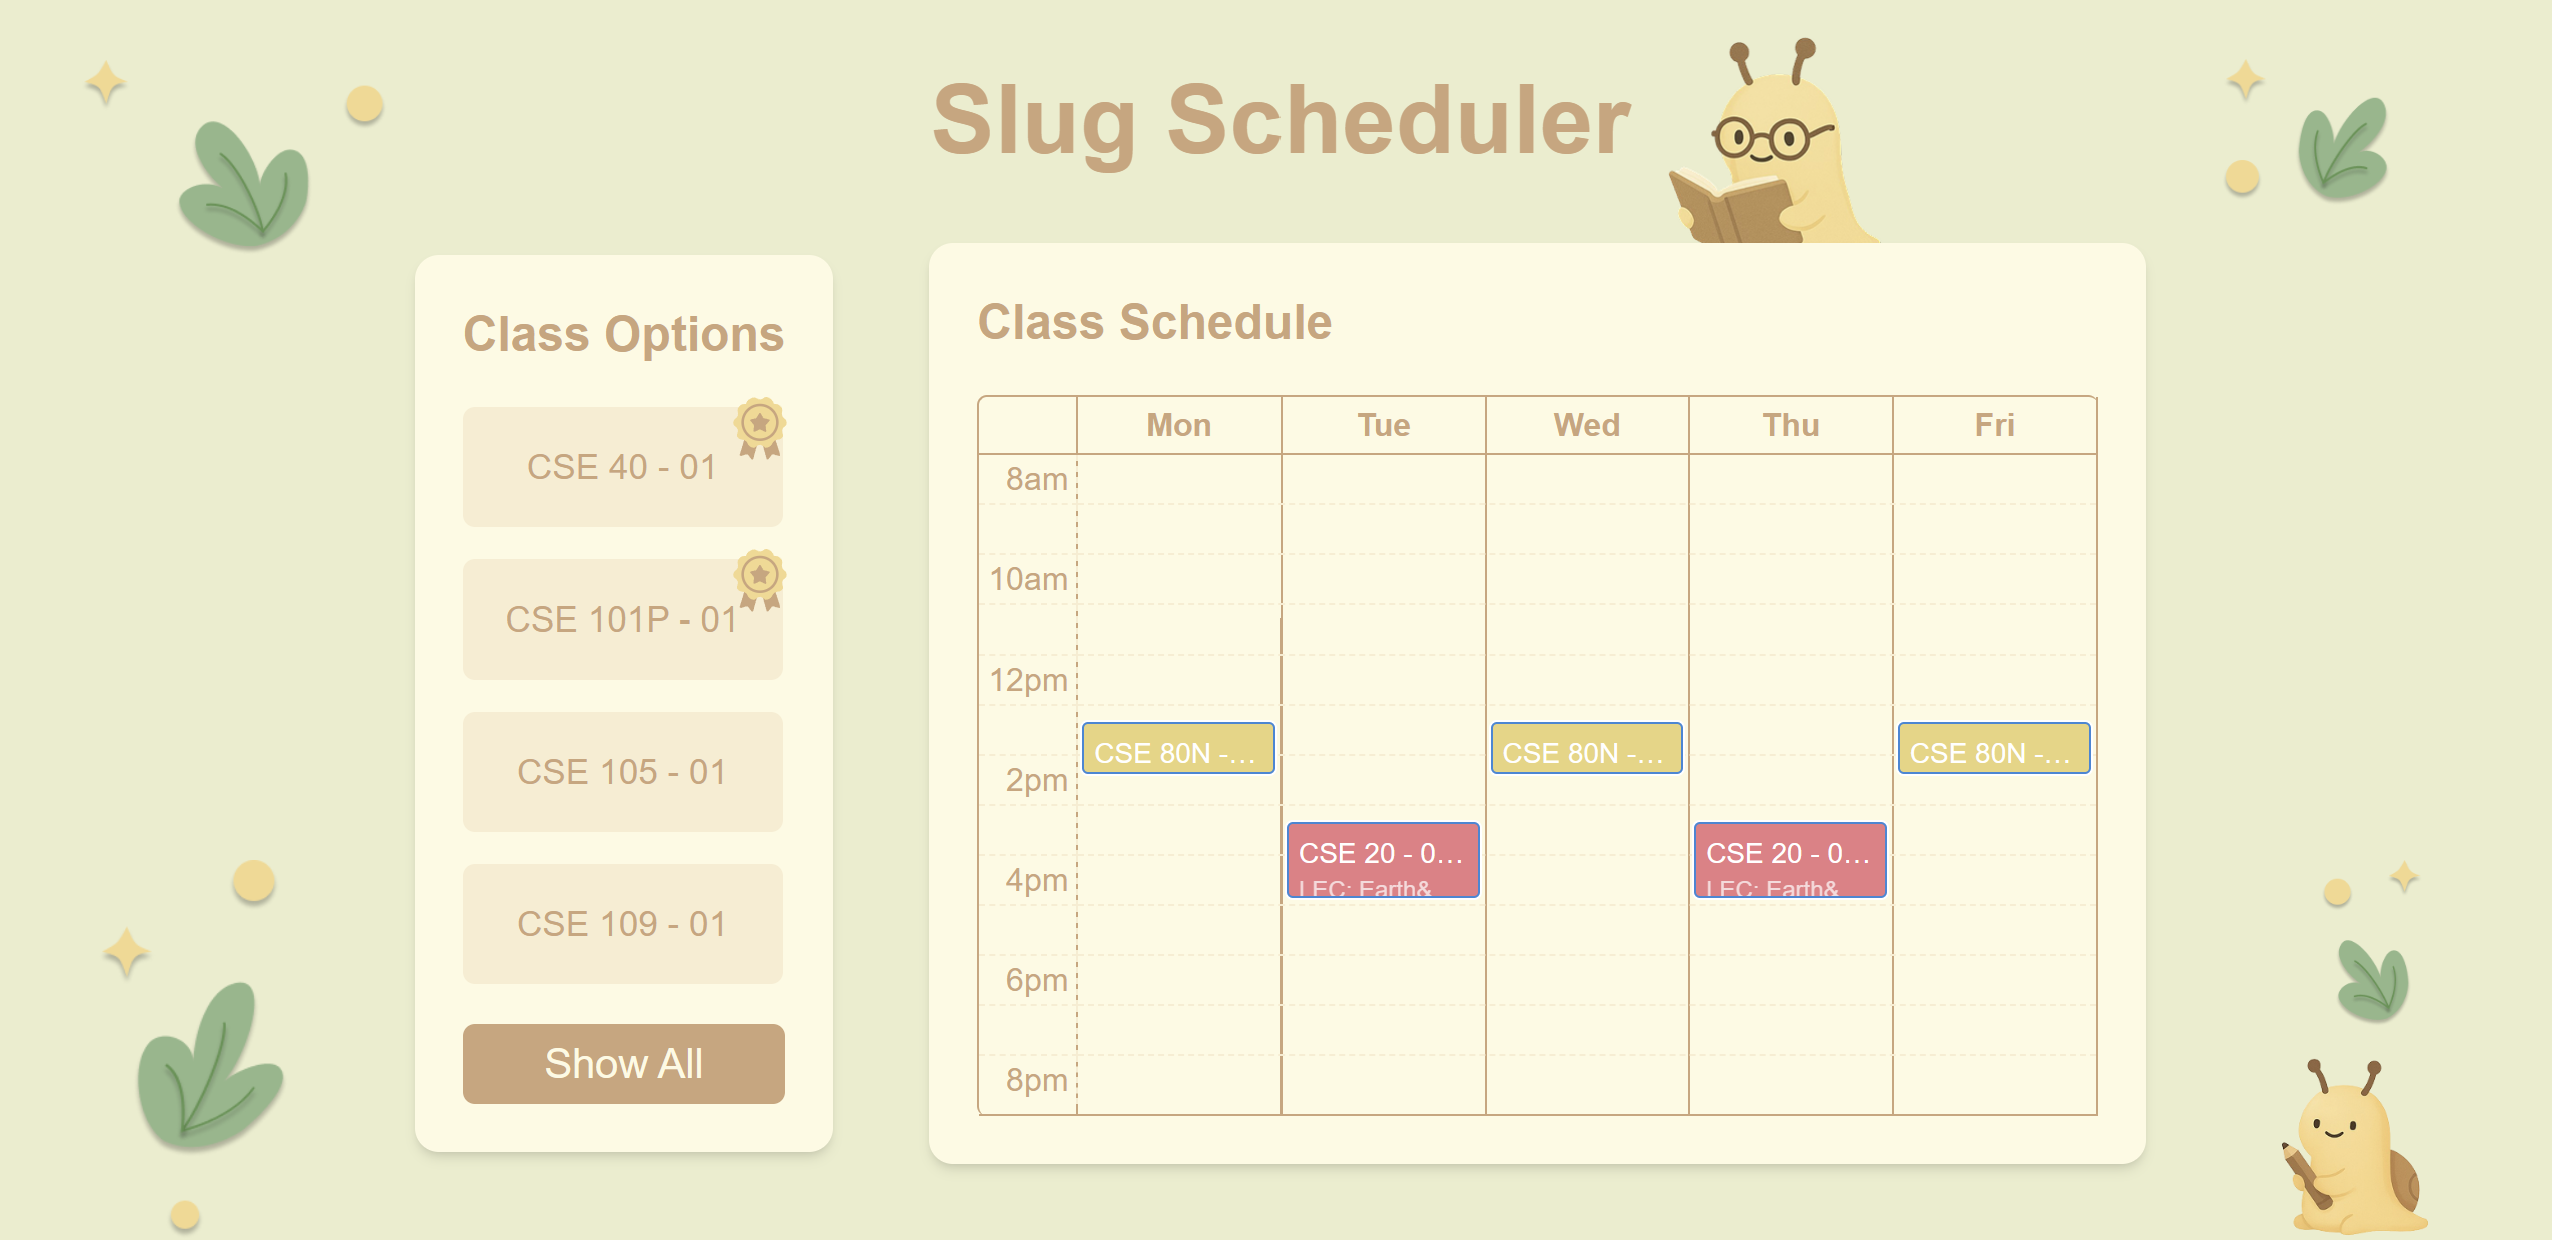 Slug Scheduler
Class Options
CSE 40 - 01
CSE 101P - 01
CSE 105 - 01
CSE 109 - 01
Show All
Class Schedule
Mon Tue Wed Thu Fri
8am
10am
12pm
CSE 80N -... CSE 80N -... CSE 80N -...
2pm
CSE 20 - 0... CSE 20 - 0...
LEC: Earth& LEC: Earth&
4pm
6pm
8pm